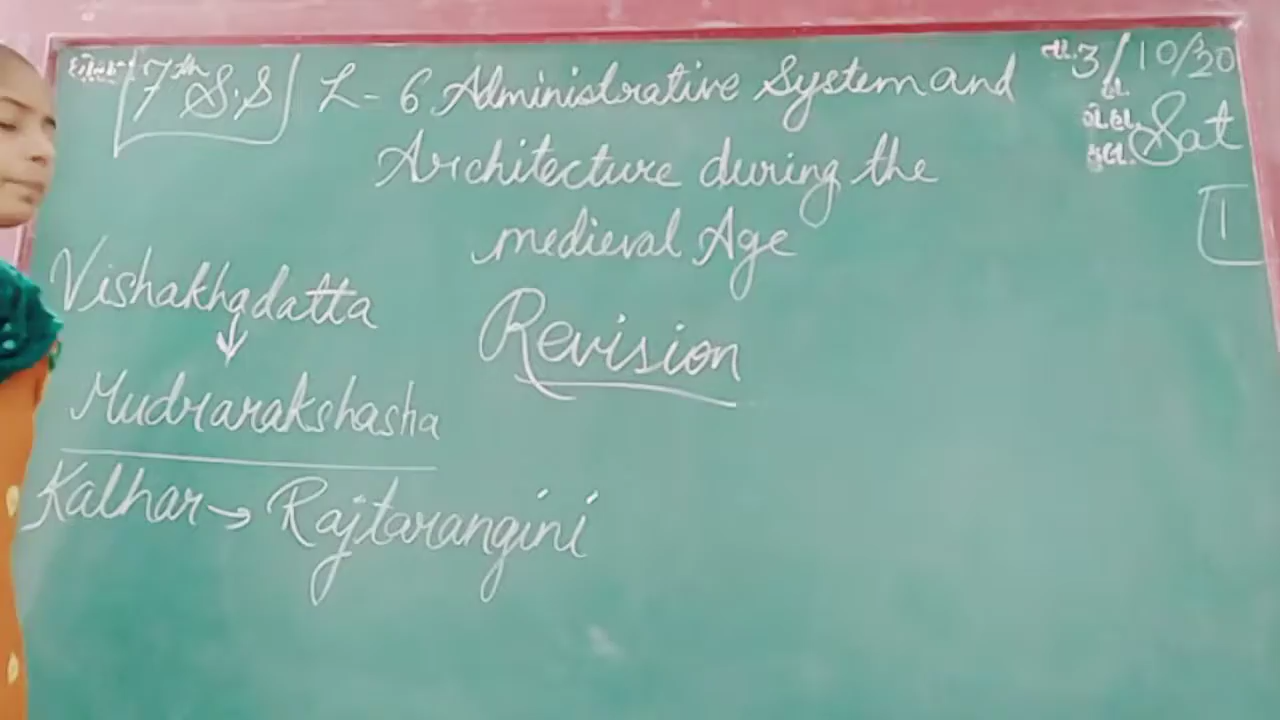 7th S.S L - 6 Administrative System and
Architecture during the
medieval Age
તા. 3/10/20
Sat
1
Revision
Vishakhadatta
↓
Mudrarakshasha
Kalhar → Rajtarangini